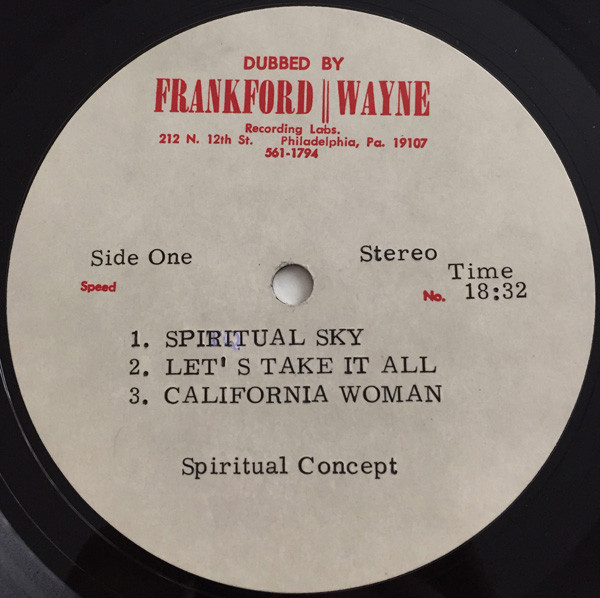 DUBBED BY
FRANKFORD || WAYNE
Recording Labs.
212 N. 12th St. Philadelphia, Pa. 19107
561-1794
Side One
Stereo
Speed
Time
No. 18:32
1. SPIRITUAL SKY
2. LET'S TAKE IT ALL
3. CALIFORNIA WOMAN
Spiritual Concept